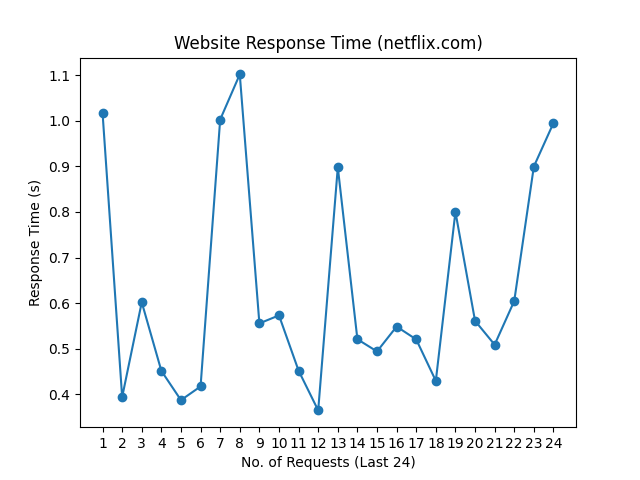 Website Response Time (netflix.com)
Response Time (s)
1.1
1.0
0.9
0.8
0.7
0.6
0.5
0.4
1 2 3 4 5 6 7 8 9 10 11 12 13 14 15 16 17 18 19 20 21 22 23 24
No. of Requests (Last 24)